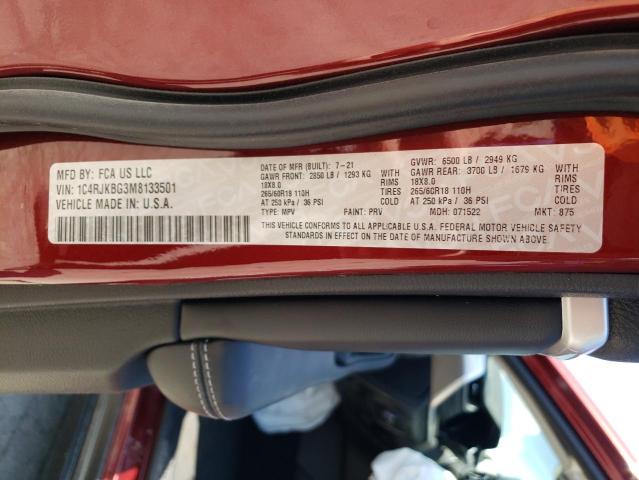 MFD BY: FCA US LLC
VIN: 1C4RJKBG3M8133501
VEHICLE MADE IN: U.S.A.
DATE OF MFR (BUILT): 7-21 GVWR: 6500 LB / 2949 KG
GAWR FRONT: 2850 LB / 1293 KG GAWR REAR: 3700 LB / 1679 KG
TIRES RIMS TIRES RIMS
18X8.0 18X8.0
265/60R18 110H 265/60R18 110H
AT 250 kPa / 36 PSI AT 250 kPa / 36 PSI
TYPE: MPV PAINT: PRV MDH: 071522 MKT: 875
THIS VEHICLE CONFORMS TO ALL APPLICABLE U.S.A. FEDERAL MOTOR VEHICLE SAFETY
STANDARDS IN EFFECT ON THE DATE OF MANUFACTURE SHOWN ABOVE.